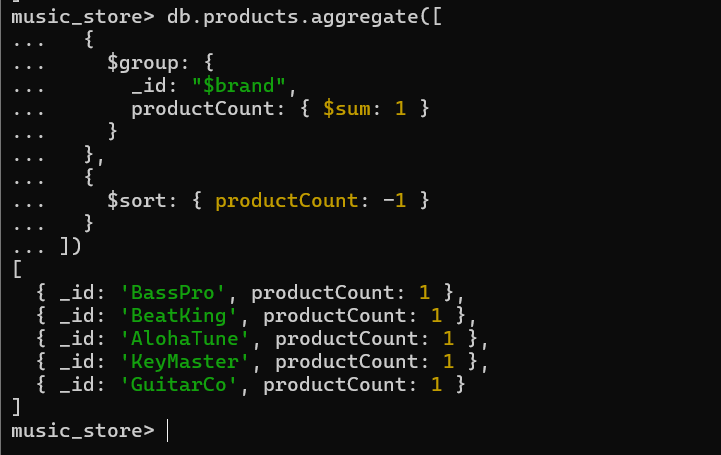 music_store> db.products.aggregate([
...   {
...     $group: {
...       _id: "$brand",
...       productCount: { $sum: 1 }
...     }
...   },
...   {
...     $sort: { productCount: -1 }
...   }
... ])
[
  { _id: 'BassPro', productCount: 1 },
  { _id: 'BeatKing', productCount: 1 },
  { _id: 'AlohaTune', productCount: 1 },
  { _id: 'KeyMaster', productCount: 1 },
  { _id: 'GuitarCo', productCount: 1 }
]
music_store>